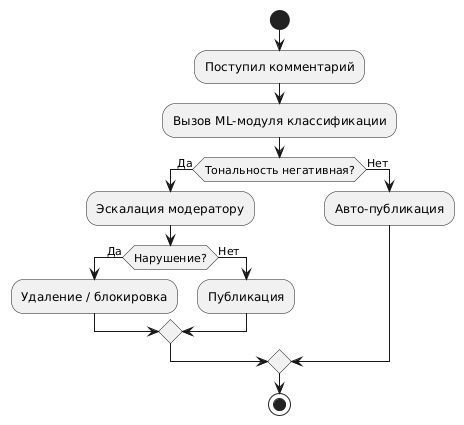 Поступил комментарий
Вызов ML-модуля классификации
Да
Тональность негативная?
Нет
Эскалация модератору
Авто-публикация
Да
Нарушение?
Нет
Удаление / блокировка
Публикация